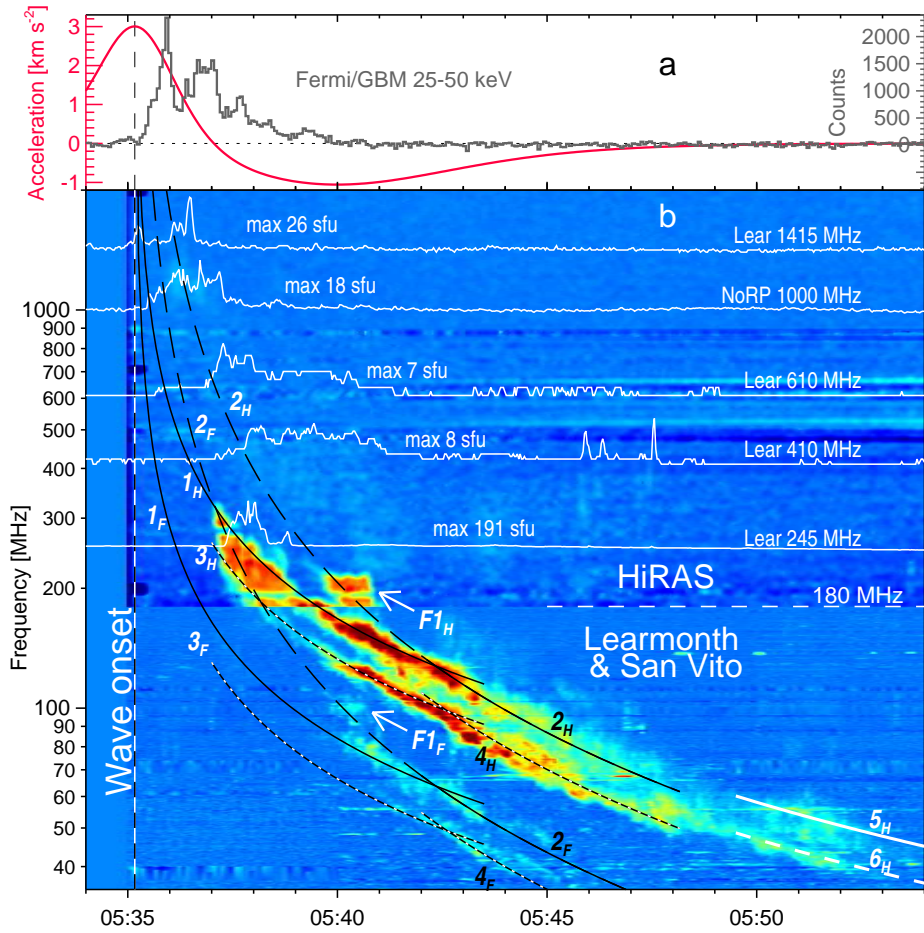 Acceleration [km s-2]
3
2
1
0
-1
Fermi/GBM 25-50 keV
a
Counts
2000
1500
1000
500
0
b
max 26 sfu
Lear 1415 MHz
max 18 sfu
NoRP 1000 MHz
max 7 sfu
Lear 610 MHz
max 8 sfu
Lear 410 MHz
max 191 sfu
Lear 245 MHz
HiRAS
180 MHz
Learmonth
& San Vito
Wave onset
Frequency [MHz]
1000
900
800
700
600
500
400
300
200
100
90
80
70
60
50
40
2H
2F
1H
1F
3H
3F
F1H
F1F
2H
4H
2F
4F
5H
6H
05:35
05:40
05:45
05:50